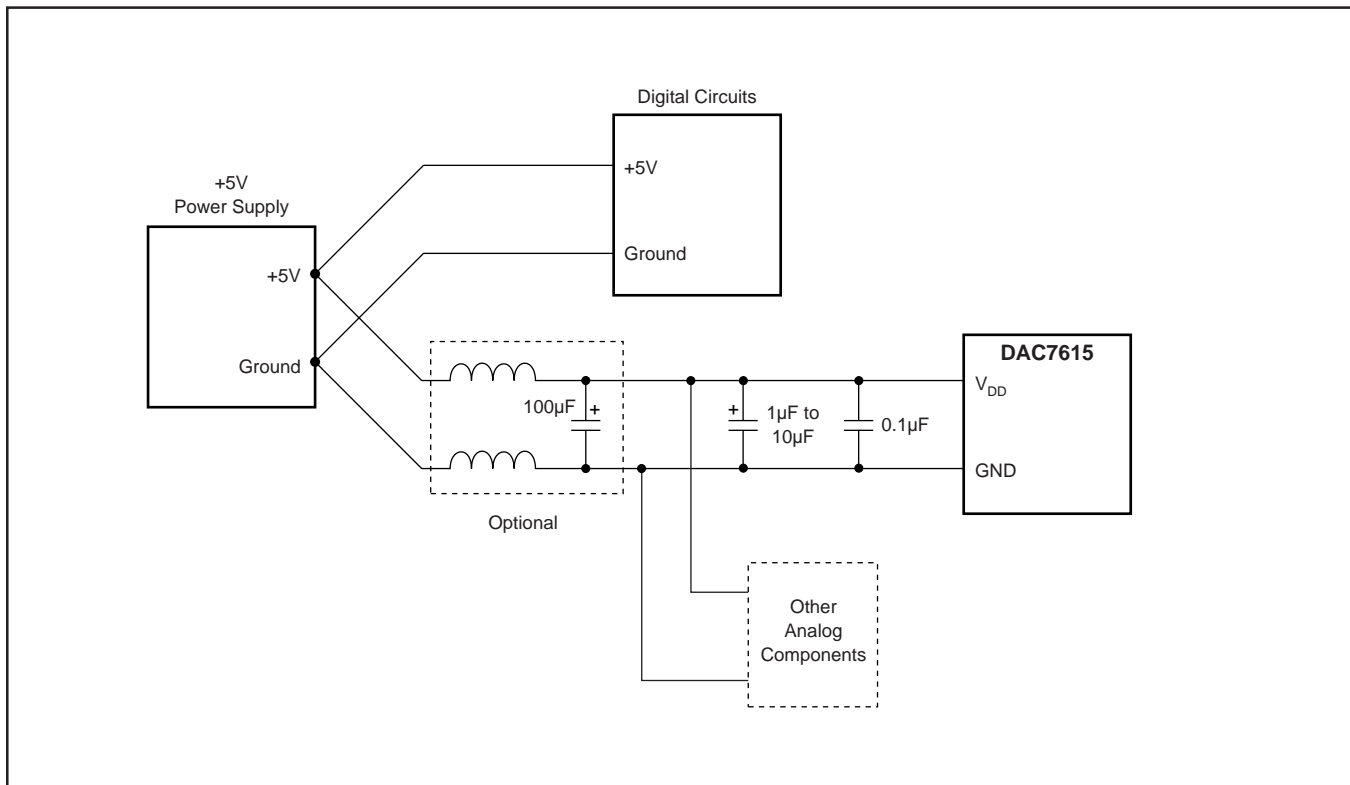 Digital Circuits
+5V
Ground
+5V
Power Supply
+5V
Ground
100µF
+
Optional
+
1µF to
10µF
0.1µF
DAC7615
VDD
GND
Other
Analog
Components